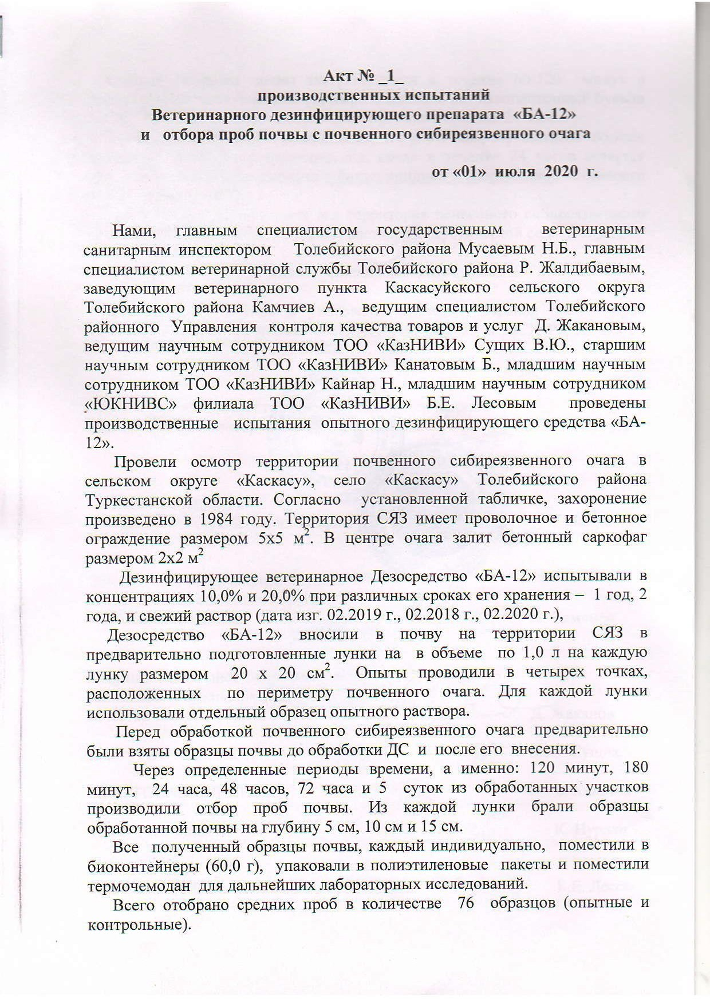 Акт № _1_
производственных испытаний
Ветеринарного дезинфицирующего препарата «БА-12»
и отбора проб почвы с почвенного сибиреязвенного очага
от «01» июля 2020 г.
Нами, главным специалистом государственным ветеринарным
санитарным инспектором Толебийского района Мусаевым Н.Б., главным
специалистом ветеринарной службы Толебийского района Р. Жалдибаевым,
заведующим ветеринарного пункта Каскасуйского сельского округа
Толебийского района Камчиев А., ведущим специалистом Толебийского
районного Управления контроля качества товаров и услуг Д. Жакановым,
ведущим научным сотрудником ТОО «КазНИВИ» Сущих В.Ю., старшим
научным сотрудником ТОО «КазНИВИ» Канатовым Б., младшим научным
сотрудником ТОО «КазНИВИ» Кайнар Н., младшим научным сотрудником
«ЮКНИВС» филиала ТОО «КазНИВИ» Б.Е. Лесовым проведены
производственные испытания опытного дезинфицирующего средства «БА-
12».
Провели осмотр территории почвенного сибиреязвенного очага в
сельском округе «Каскасу», село «Каскасу» Толебийского района
Туркестанской области. Согласно установленной табличке, захоронение
произведено в 1984 году. Территория СЯЗ имеет проволочное и бетонное
ограждение размером 5х5 м². В центре очага залит бетонный саркофаг
размером 2х2 м²
Дезинфицирующее ветеринарное Дезосредство «БА-12» испытывали в
концентрациях 10,0% и 20,0% при различных сроках его хранения – 1 год, 2
года, и свежий раствор (дата изг. 02.2019 г., 02.2018 г., 02.2020 г.),
Дезосредство «БА-12» вносили в почву на территории СЯЗ в
предварительно подготовленные лунки на в объеме по 1,0 л на каждую
лунку размером 20 х 20 см². Опыты проводили в четырех точках,
расположенных по периметру почвенного очага. Для каждой лунки
использовали отдельный образец опытного раствора.
Перед обработкой почвенного сибиреязвенного очага предварительно
были взяты образцы почвы до обработки ДС и после его внесения.
Через определенные периоды времени, а именно: 120 минут, 180
минут, 24 часа, 48 часов, 72 часа и 5 суток из обработанных участков
производили отбор проб почвы. Из каждой лунки брали образцы
обработанной почвы на глубину 5 см, 10 см и 15 см.
Все полученный образцы почвы, каждый индивидуально, поместили в
биоконтейнеры (60,0 г), упаковали в полиэтиленовые пакеты и поместили
термочемодан для дальнейших лабораторных исследований.
Всего отобрано средних проб в количестве 76 образцов (опытные и
контрольные).